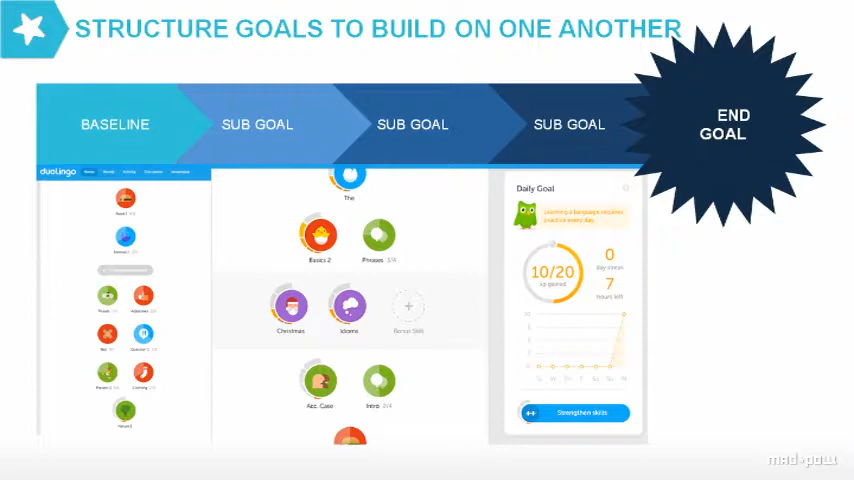 STRUCTURE GOALS TO BUILD ON ONE ANOTHER
BASELINE
SUB GOAL
SUB GOAL
SUB GOAL
END
GOAL
duolingo
The
Basics 2
Phrases 3/4
Christmas
Idioms
Bonus Skill
Acc. Case
Intro
Daily Goal
Learning a language requires
practice every day.
10/20
xp gained
0
day streak
7
hours left
Strengthen skills
mad*pow